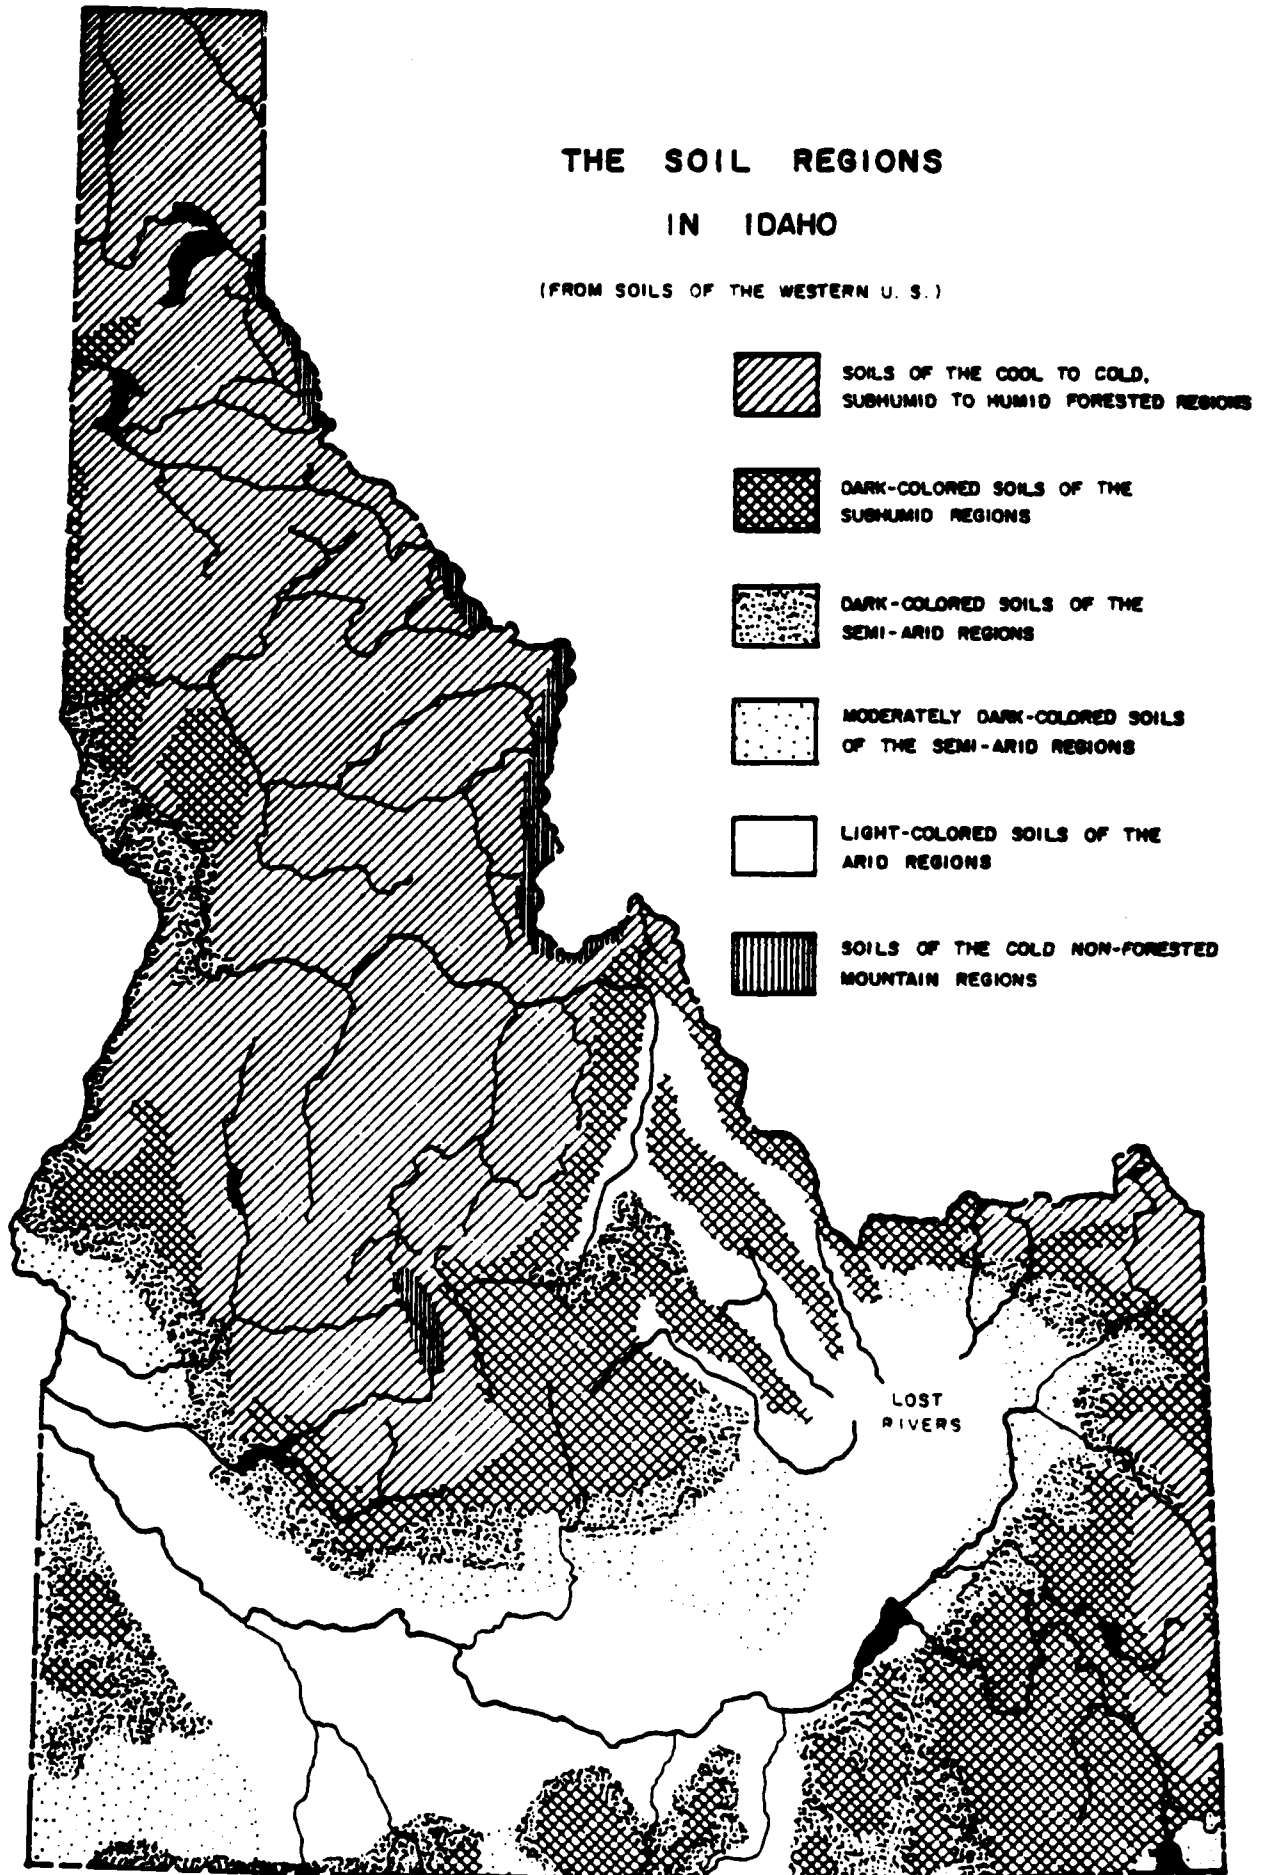 THE SOIL REGIONS
IN IDAHO
(FROM SOILS OF THE WESTERN U. S.)
SOILS OF THE COOL TO COLD,
SUBHUMID TO HUMID FORESTED REGIONS
DARK-COLORED SOILS OF THE
SUBHUMID REGIONS
DARK-COLORED SOILS OF THE
SEMI-ARID REGIONS
MODERATELY DARK-COLORED SOILS
OF THE SEMI-ARID REGIONS
LIGHT-COLORED SOILS OF THE
ARID REGIONS
SOILS OF THE COLD NON-FORESTED
MOUNTAIN REGIONS
LOST
RIVERS